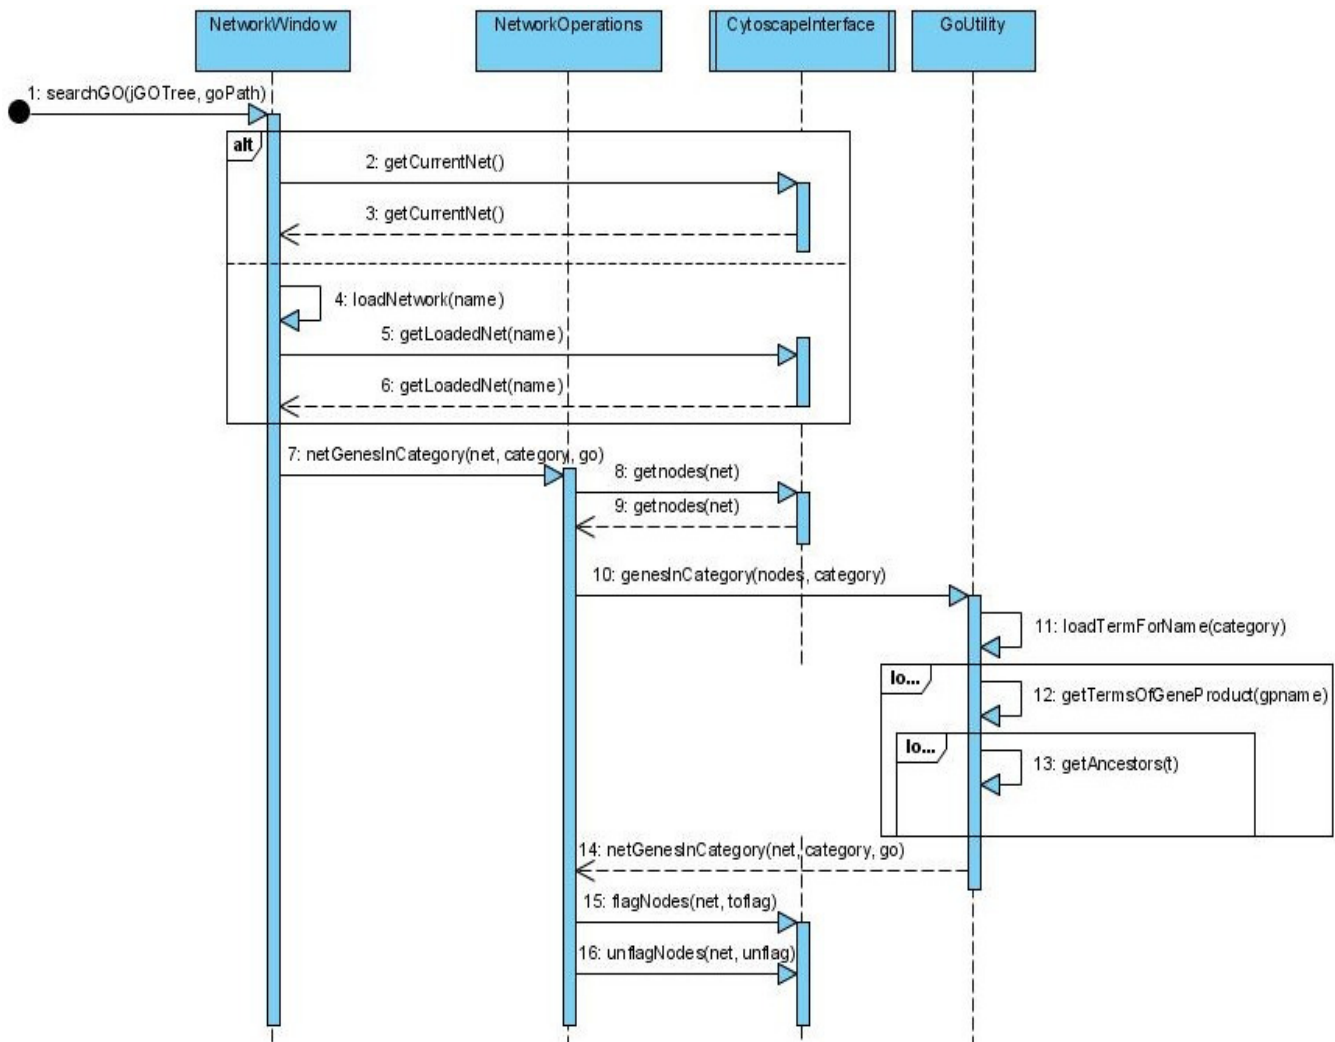 NetworkWindow
NetworkOperations
CytoscapeInterface
GoUtility
1: searchGO(jGOTree, goPath)
alt
2: getCurrentNet()
3: getCurrentNet()
4: loadNetwork(name)
5: getLoadedNet(name)
6: getLoadedNet(name)
7: netGenesInCategory(net, category, go)
8: getnodes(net)
9: getnodes(net)
10: genesInCategory(nodes, category)
11: loadTermForName(category)
lo...
12: getTermsOfGeneProduct(gpname)
lo...
13: getAncestors(t)
14: netGenesInCategory(net, category, go)
15: flagNodes(net, toflag)
16: unflagNodes(net, unflag)